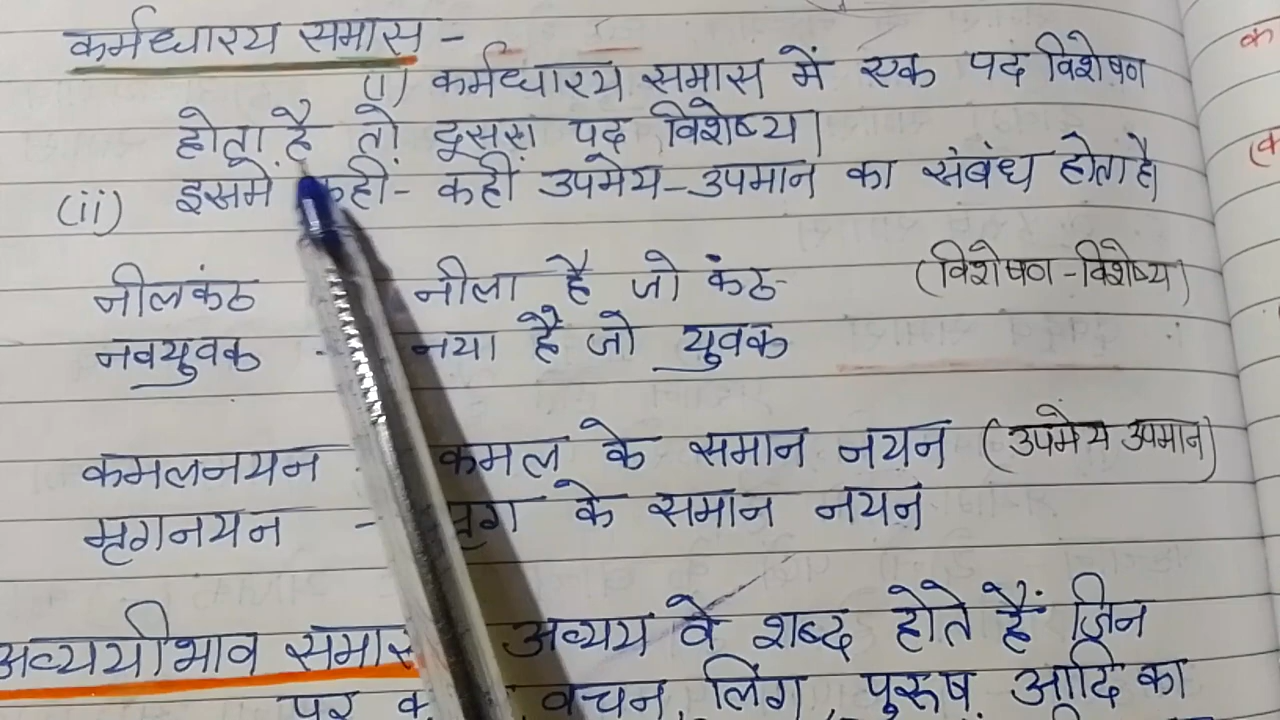 कर्मधारय समास -
(i) कर्मधारय समास में एक पद विशेषण
होता है तो दूसरा पद विशेष्य।
(ii) इसमें कहीं- कहीं उपमेय-उपमान का संबंध होता है।
नीलकंठ नीला है जो कंठ (विशेषण-विशेष्य)
नवयुवक - नया है जो युवक
कमलनयन - कमल के समान नयन (उपमेय उपमान)
मृगनयन - मृग के समान नयन
अव्ययीभाव समास अव्यय वे शब्द होते हैं जिन
पर वचन, लिंग, पुरुष, आदि का